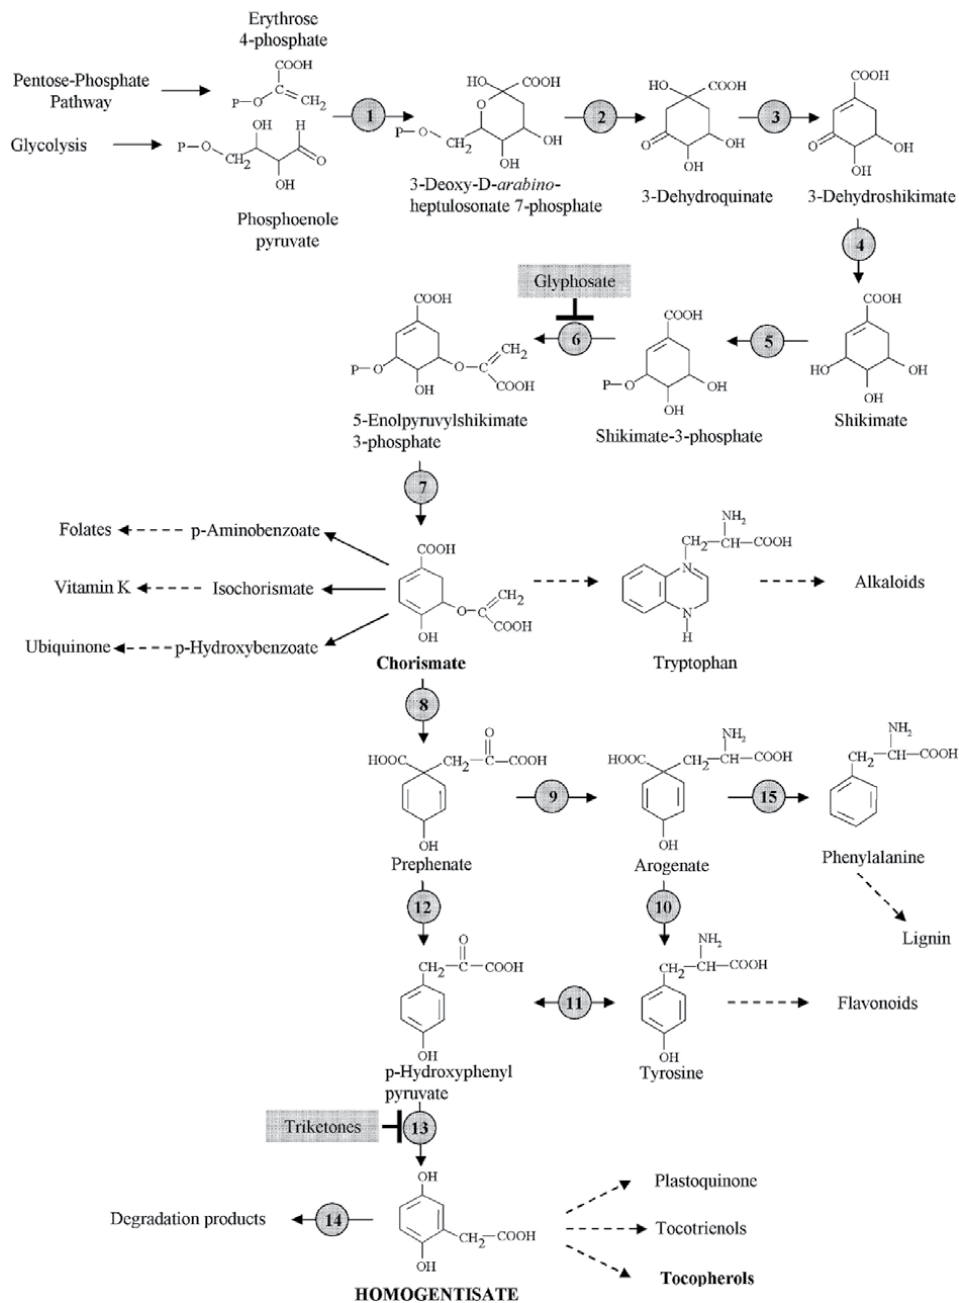 Erythrose
4-phosphate
COOH
C
CH2
P
O
Pentose-Phosphate
Pathway
1
Glycolysis
P
O
CH2
OH
H
O
OH
Phosphoenole
pyruvate
HO
COOH
O
P
O
CH2
OH
OH
3-Deoxy-D-arabino-
heptulosonate 7-phosphate
2
HO
COOH
O
OH
OH
3-Dehydroquinate
3
COOH
O
OH
OH
3-Dehydroshikimate
4
Glyphosate
COOH
HO
OH
OH
Shikimate
5
COOH
P
O
OH
OH
Shikimate-3-phosphate
6
COOH
P
O
OH
O
C
CH2
COOH
5-Enolpyruvylshikimate
3-phosphate
7
Folates
p-Aminobenzoate
Vitamin K
Isochorismate
Ubiquinone
p-Hydroxybenzoate
COOH
O
C
CH2
COOH
OH
Chorismate
NH2
CH2
CH
COOH
N
N
H
Tryptophan
Alkaloids
8
HOOC
CH2
O
C
COOH
OH
Prephenate
9
HOOC
CH2
NH2
CH
COOH
OH
Arogenate
15
NH2
CH2
CH
COOH
Phenylalanine
Lignin
12
10
CH2
O
C
COOH
OH
p-Hydroxyphenyl
pyruvate
11
NH2
CH2
CH
COOH
OH
Tyrosine
Flavonoids
Triketones
13
OH
CH2
COOH
OH
HOMOGENTISATE
14
Degradation products
Plastoquinone
Tocotrienols
Tocopherols